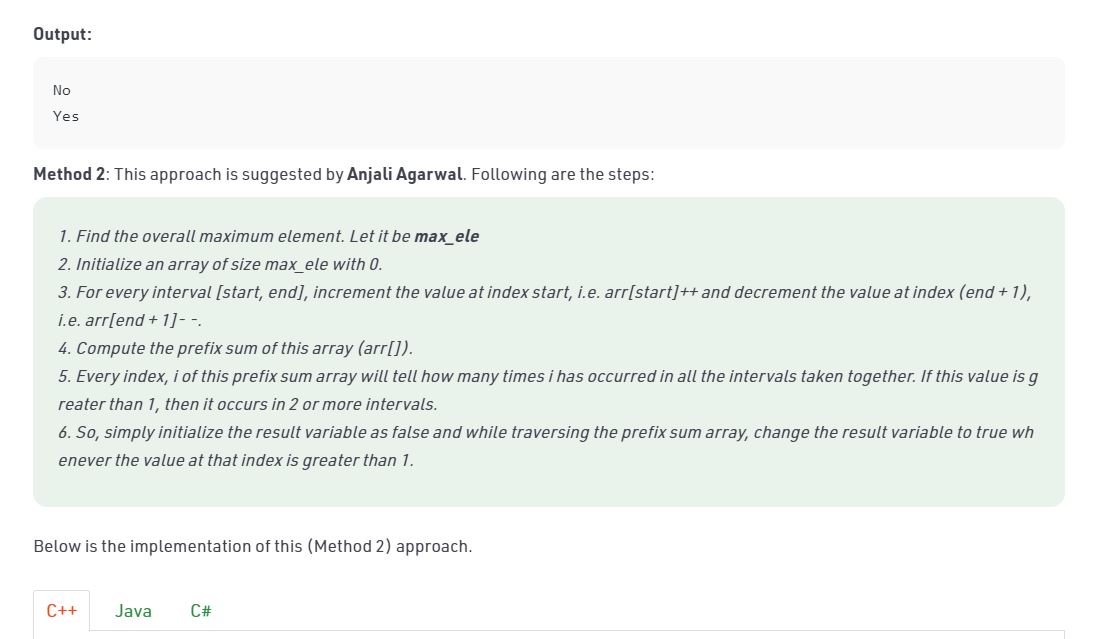 Output:
No
Yes
Method 2: This approach is suggested by Anjali Agarwal. Following are the steps:
1. Find the overall maximum element. Let it be max_ele
2. Initialize an array of size max_ele with 0.
3. For every interval [start, end], increment the value at index start, i.e. arr[start]++ and decrement the value at index (end + 1),
i.e. arr[end + 1]- -.
4. Compute the prefix sum of this array (arr[]).
5. Every index, i of this prefix sum array will tell how many times i has occurred in all the intervals taken together. If this value is g
reater than 1, then it occurs in 2 or more intervals.
6. So, simply initialize the result variable as false and while traversing the prefix sum array, change the result variable to true wh
enever the value at that index is greater than 1.
Below is the implementation of this (Method 2) approach.
C++ Java C#